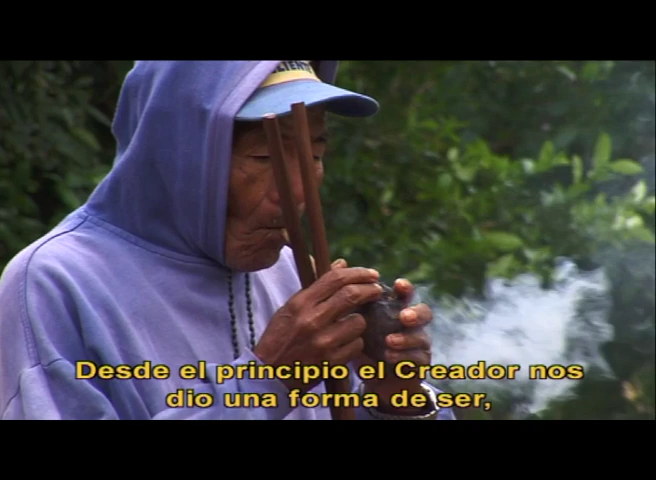 Desde el principio el Creador nos
dio una forma de ser,